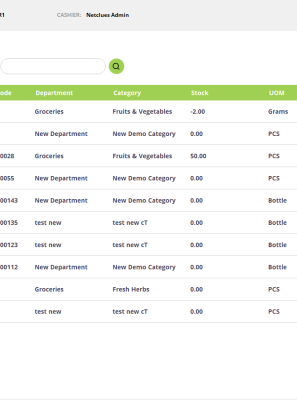 R1 CASHIER: Netclues Admin
ode Department Category Stock UOM
Groceries Fruits & Vegetables -2.00 Grams
New Department New Demo Category 0.00 PCS
0028 Groceries Fruits & Vegetables 50.00 PCS
0055 New Department New Demo Category 0.00 PCS
00143 New Department New Demo Category 0.00 Bottle
00135 test new test new cT 0.00 Bottle
00123 test new test new cT 0.00 Bottle
00112 New Department New Demo Category 0.00 Bottle
Groceries Fresh Herbs 0.00 PCS
test new test new cT 0.00 PCS